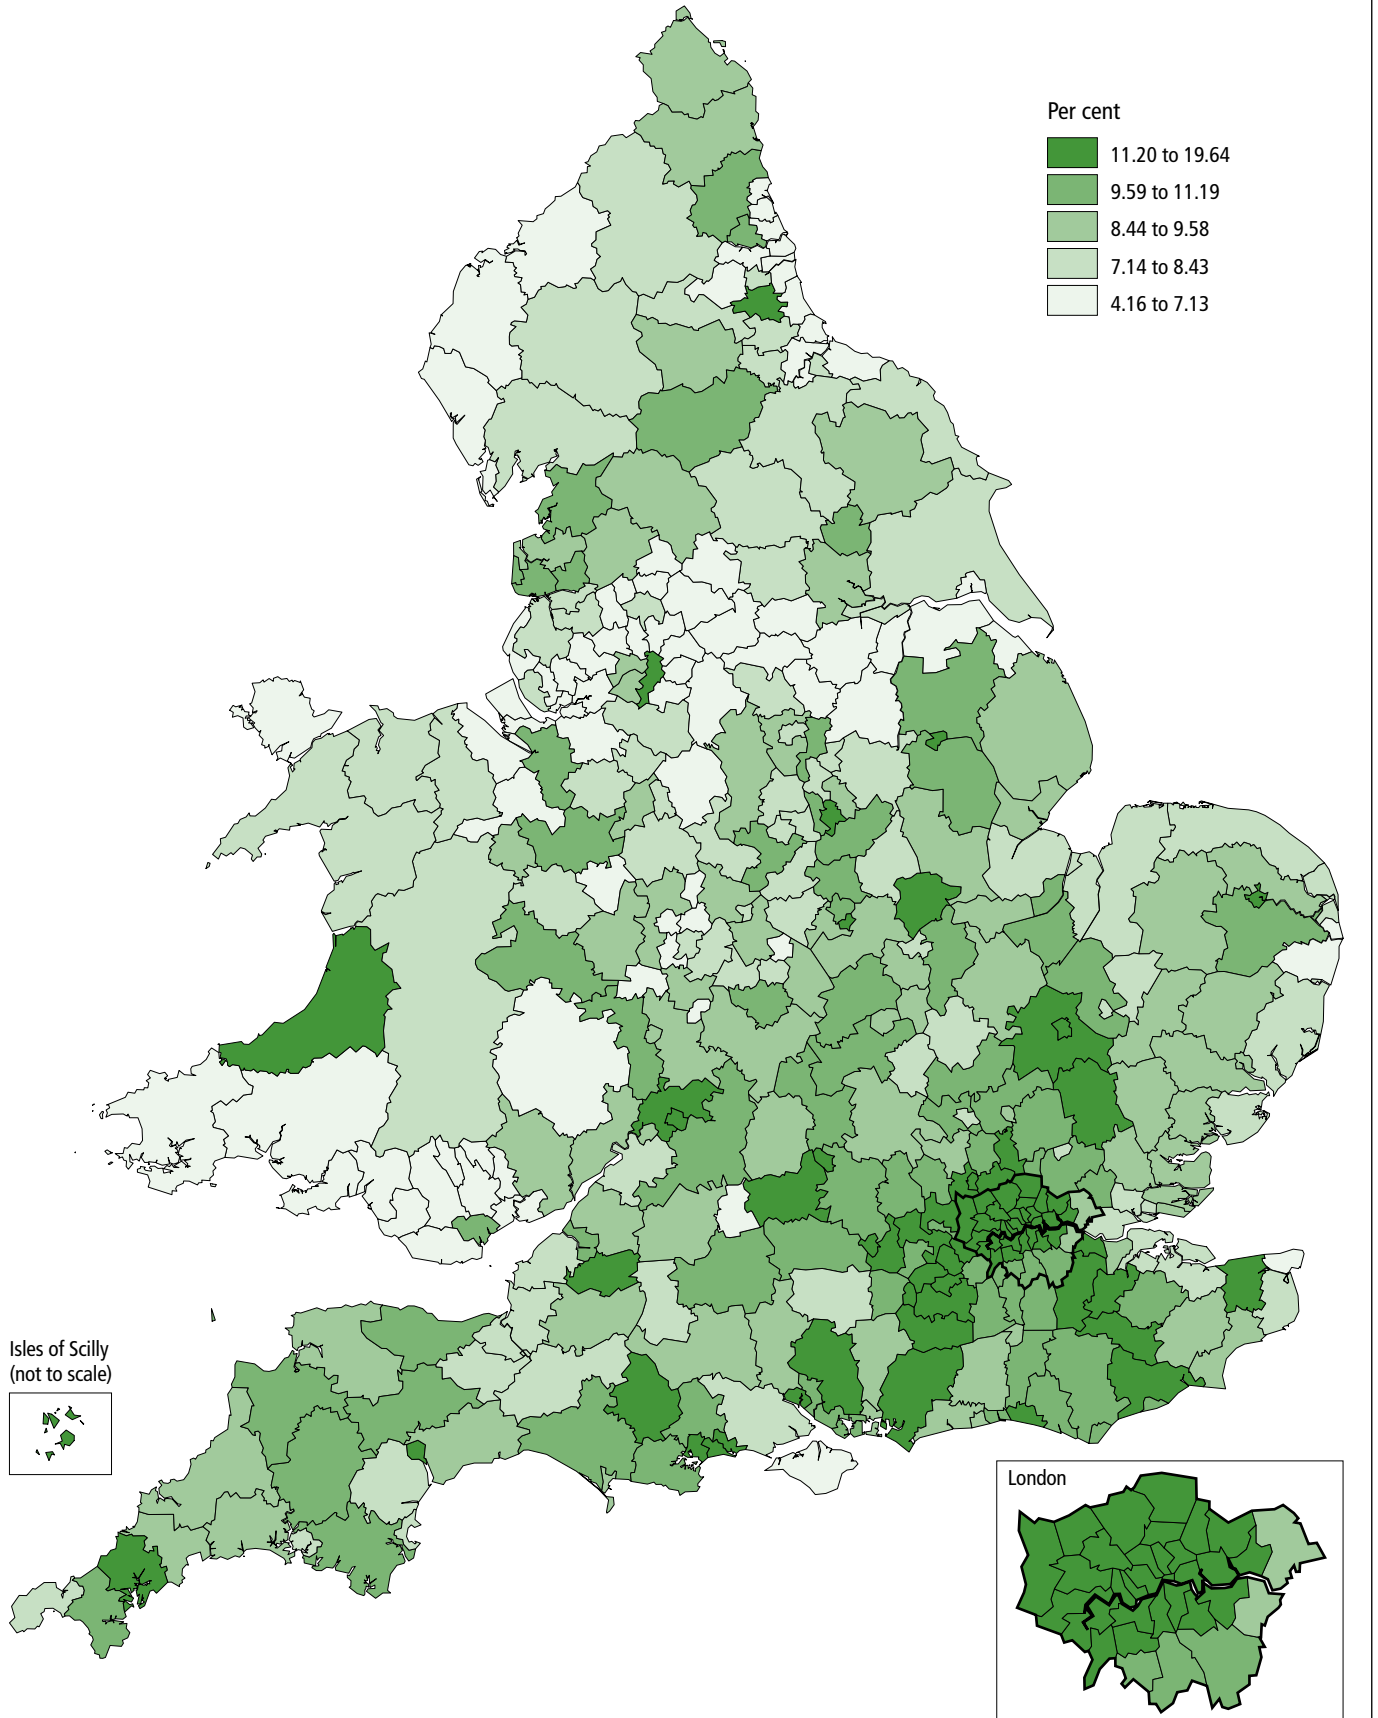 Per cent
11.20 to 19.64
9.59 to 11.19
8.44 to 9.58
7.14 to 8.43
4.16 to 7.13
Isles of Scilly
(not to scale)
London